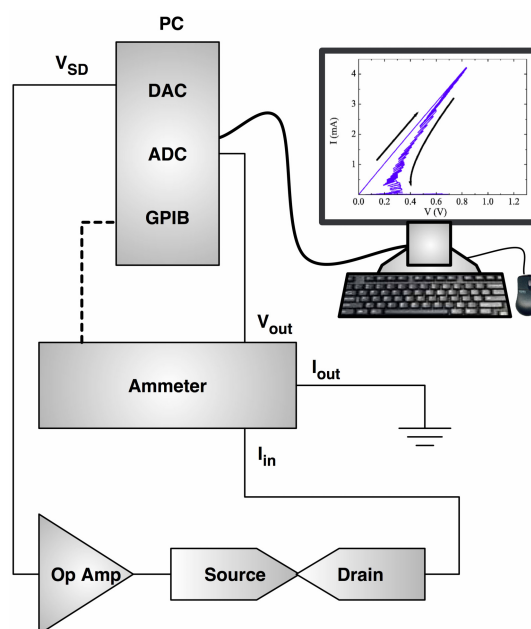 PC
V_SD
DAC
ADC
GPIB
4
3
2
1
0
I (mA)
0.0 0.2 0.4 0.6 0.8 1.0 1.2
V (V)
V_out
Ammeter
I_out
I_in
Op Amp
Source
Drain